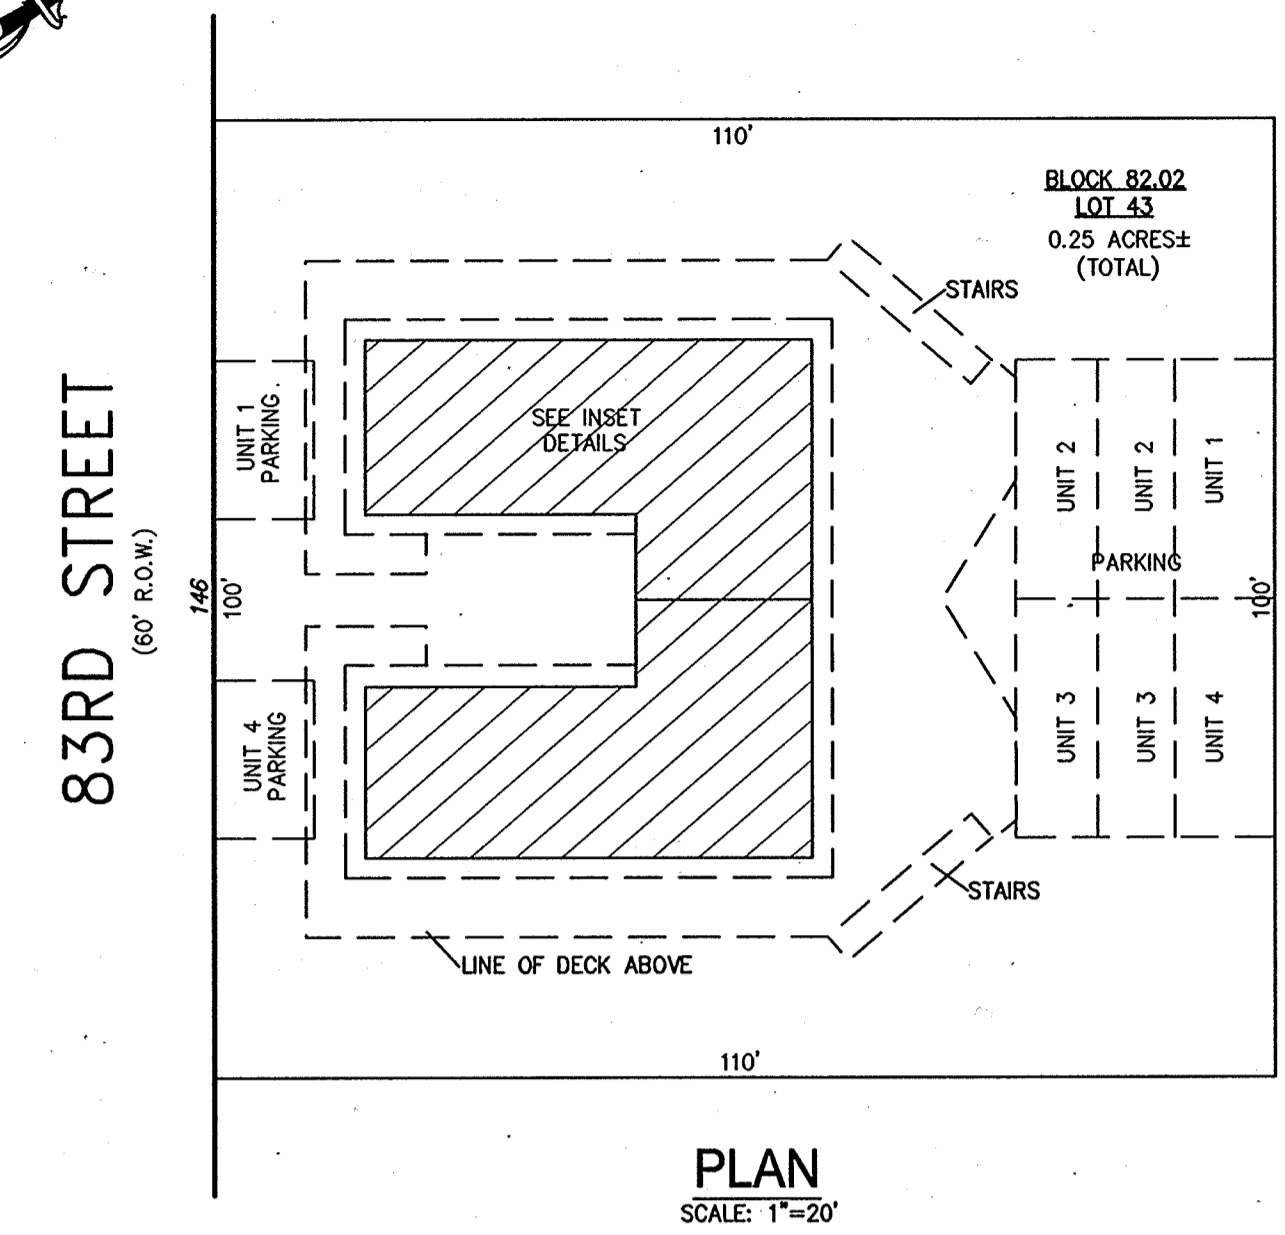 110'
BLOCK 82.02
LOT 43
0.25 ACRES±
(TOTAL)
STAIRS
SEE INSET
DETAILS
UNIT 1
PARKING.
83RD STREET
(60' R.O.W.)
146
100'
UNIT 2
UNIT 2
UNIT 1
PARKING
100'
UNIT 4
PARKING
UNIT 3
UNIT 3
UNIT 4
STAIRS
LINE OF DECK ABOVE
110'
PLAN
SCALE: 1"=20'